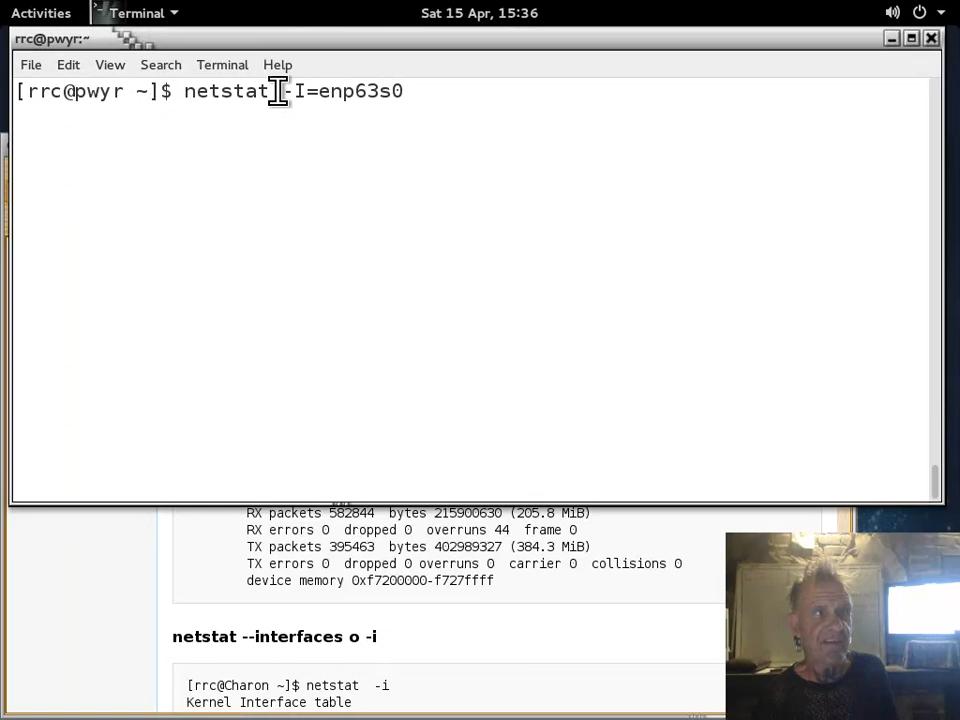 Activities
Terminal
Sat 15 Apr, 15:36
rrc@pwyr:~
File Edit View Search Terminal Help
[rrc@pwyr ~]$ netstat -I=enp63s0
RX packets 582844 bytes 215900630 (205.8 MiB)
RX errors 0 dropped 0 overruns 44 frame 0
TX packets 395463 bytes 402989327 (384.3 MiB)
TX errors 0 dropped 0 overruns 0 carrier 0 collisions 0
device memory 0xf7200000-f727ffff
netstat --interfaces o -i
[rrc@Charon ~]$ netstat -i
Kernel Interface table